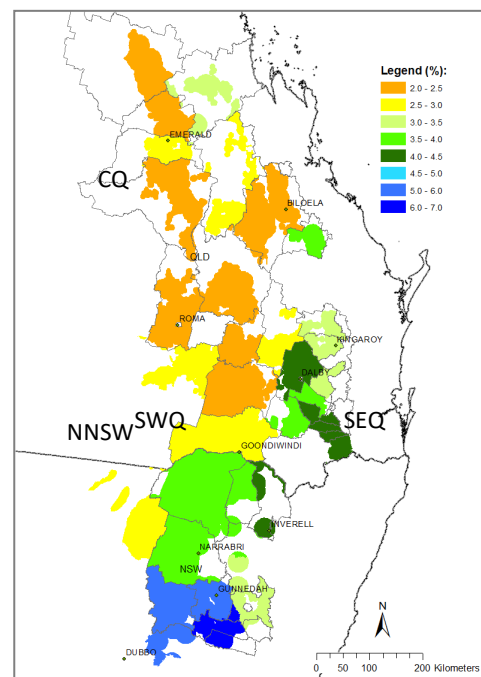 Legend (%):
2.0 - 2.5
2.5 - 3.0
3.0 - 3.5
3.5 - 4.0
4.0 - 4.5
4.5 - 5.0
5.0 - 6.0
6.0 - 7.0
EMERALD
CQ
BILOELA
QLD
ROMA
KINGAROY
DALBY
NNSW SWQ SEQ
GOONDIWINDI
INVERELL
NARRABRI
NSW
GUNNEDAH
N
DUBBO
0 25 50 100 150 200 Kilometers